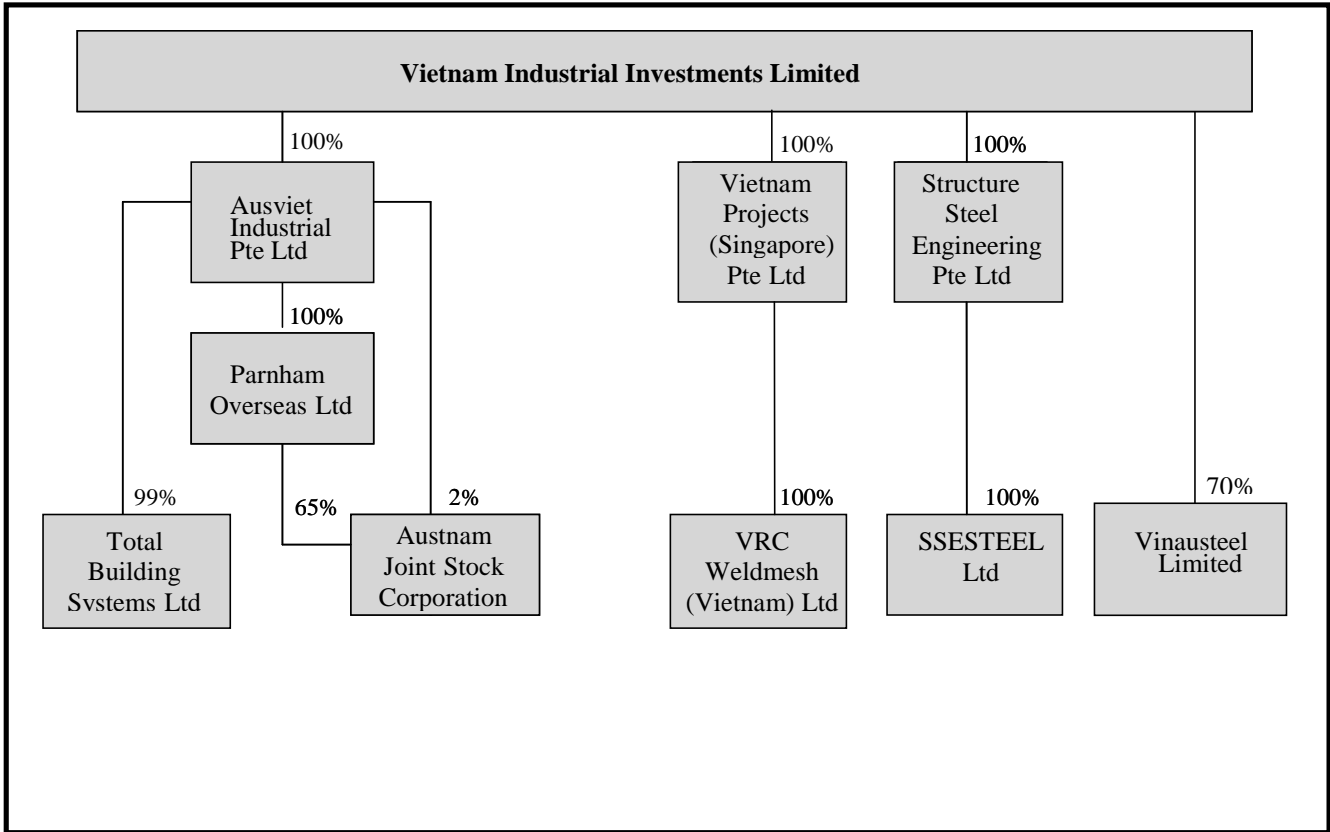 Vietnam Industrial Investments Limited
100%
100%
100%
Ausviet
Industrial
Pte Ltd
Vietnam
Projects
(Singapore)
Pte Ltd
Structure
Steel
Engineering
Pte Ltd
100%
Parnham
Overseas Ltd
99%
65%
2%
100%
100%
70%
Total
Building
Systems Ltd
Austnam
Joint Stock
Corporation
VRC
Weldmesh
(Vietnam) Ltd
SSESTEEL
Ltd
Vinausteel
Limited